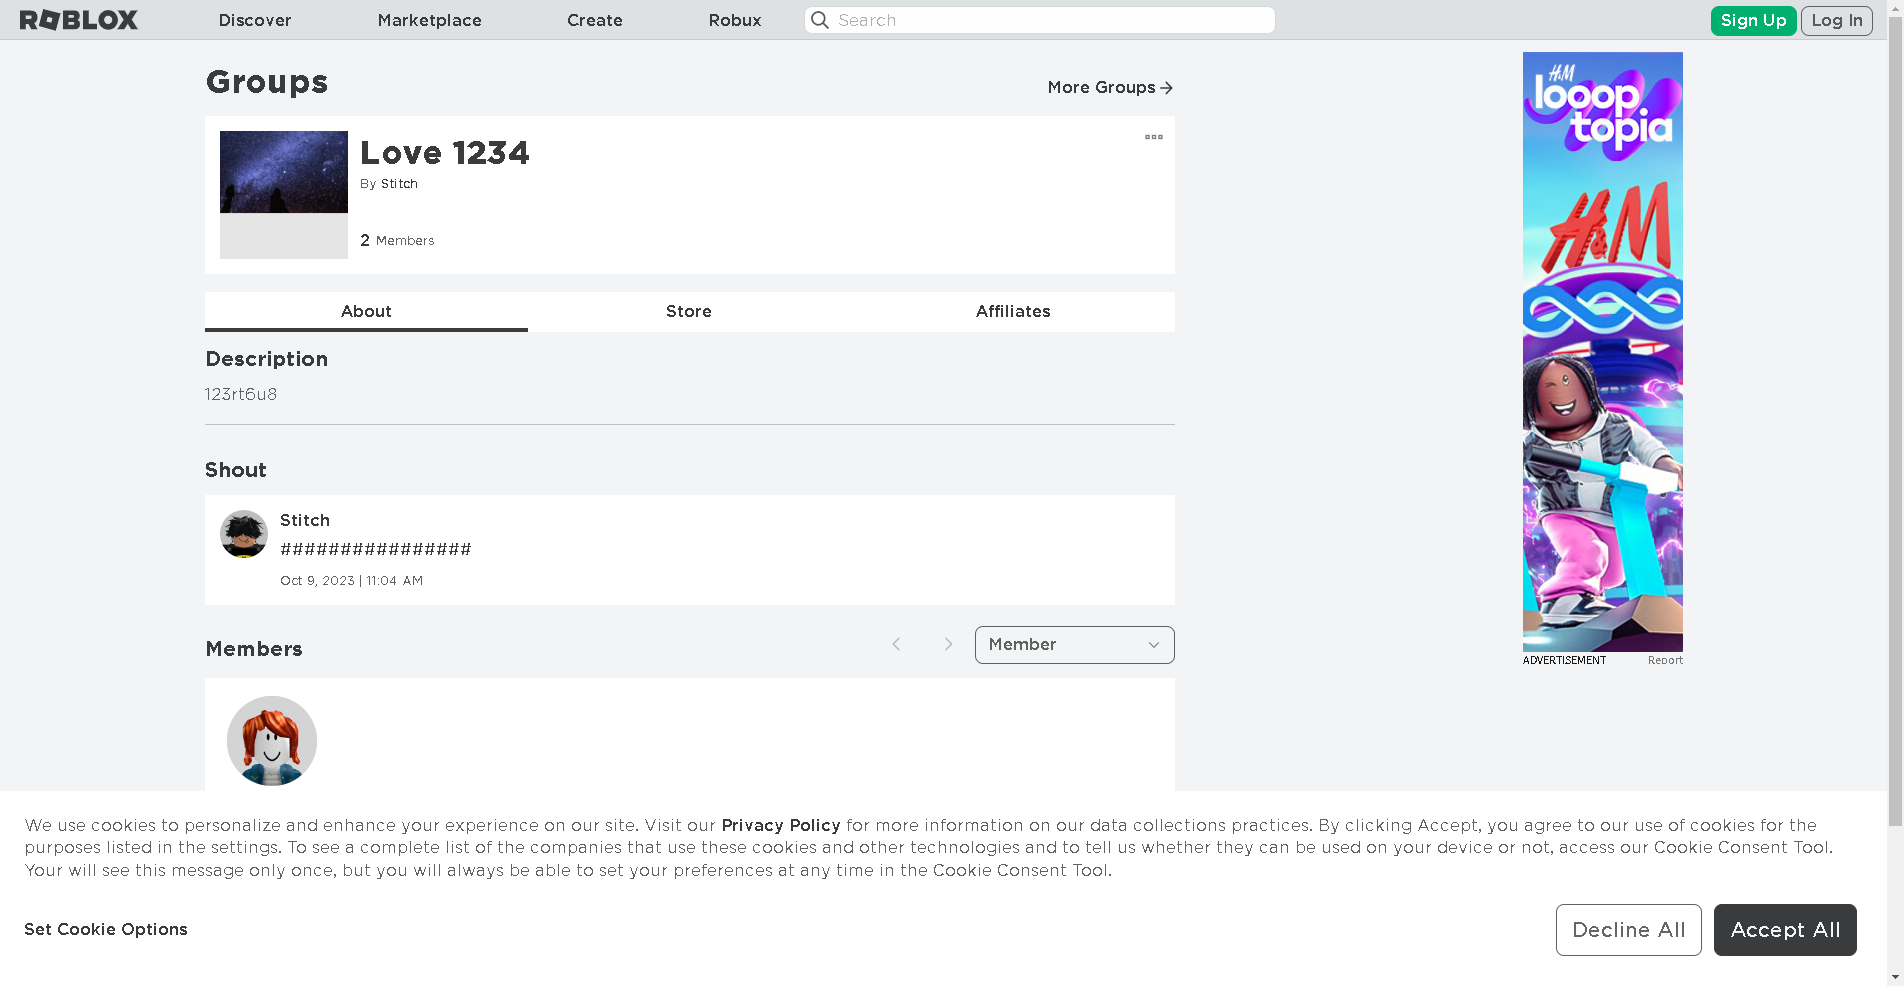 ROBLOX Discover Marketplace Create Robux Search Sign Up Log In
Groups
More Groups
Love 1234
By Stitch
2 Members
About Store Affiliates
Description
123rt6u8
Shout
Stitch
################
Oct 9, 2023 | 11:04 AM
Members
Member
H&M
looop
topia
H&M
ADVERTISEMENT Report
We use cookies to personalize and enhance your experience on our site. Visit our Privacy Policy for more information on our data collections practices. By clicking Accept, you agree to our use of cookies for the
purposes listed in the settings. To see a complete list of the companies that use these cookies and other technologies and to tell us whether they can be used on your device or not, access our Cookie Consent Tool.
Your will see this message only once, but you will always be able to set your preferences at any time in the Cookie Consent Tool.
Set Cookie Options
Decline All Accept All